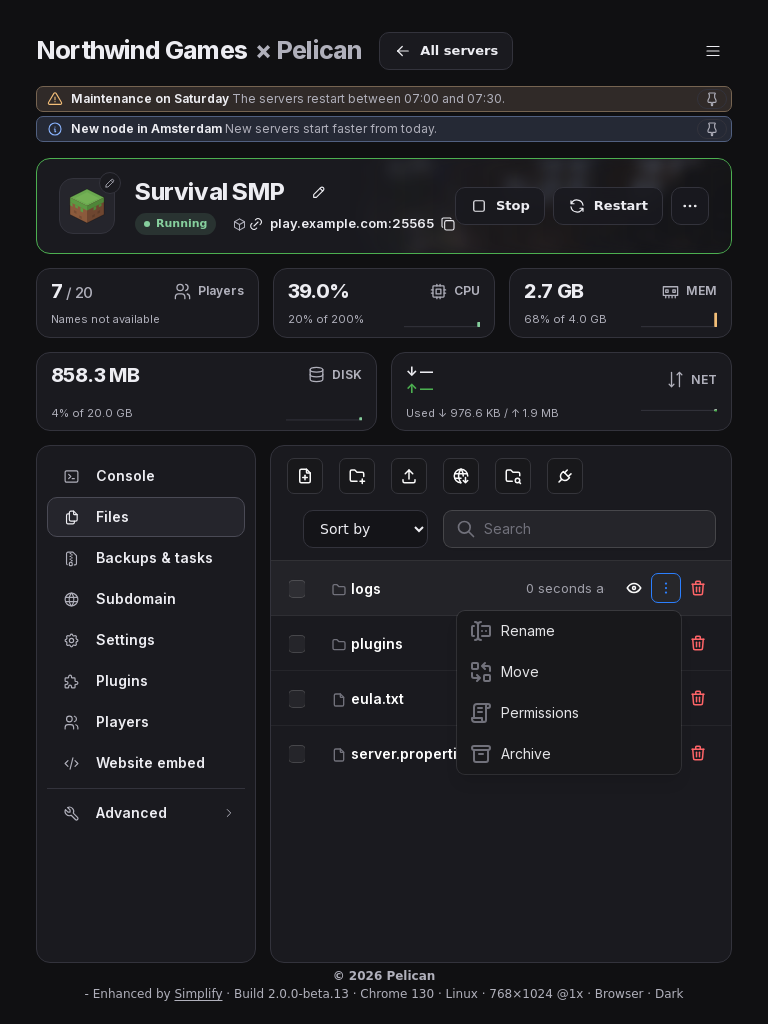 Northwind Games × Pelican
All servers
Maintenance on Saturday The servers restart between 07:00 and 07:30.
New node in Amsterdam New servers start faster from today.
Survival SMP
Running
play.example.com:25565
Stop
Restart
7 / 20
Players
Names not available
39.0%
CPU
20% of 200%
2.7 GB
MEM
68% of 4.0 GB
858.3 MB
DISK
4% of 20.0 GB
↓ —
↑ —
NET
Used ↓ 976.6 KB / ↑ 1.9 MB
Console
Files
Backups & tasks
Subdomain
Settings
Plugins
Players
Website embed
Advanced
Sort by
Search
logs
0 seconds a
plugins
eula.txt
server.properti
Rename
Move
Permissions
Archive
© 2026 Pelican
- Enhanced by Simplify · Build 2.0.0-beta.13 · Chrome 130 · Linux · 768×1024 @1x · Browser · Dark